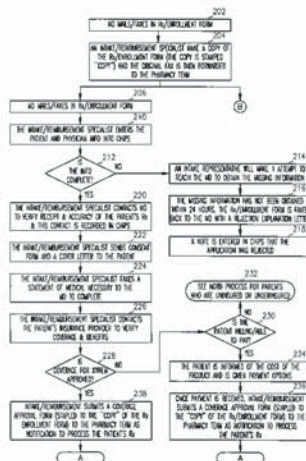 202
MD MAILS/FAXES IN RX/ENROLLMENT FORM
204
AN INTAKE/REIMBURSEMENT SPECIALIST MAKE A COPY OF
THE RX/ENROLLMENT FORM
(THE COPY IS STAMPED
"COPY") AND THE ORIGINAL FAX IS THEN FORWARDED
TO THE PHARMACY TEAM
206
MD MAILS/FAXES IN RX/ENROLLMENT FORM
B
210
THE INTAKE/REIMBURSEMENT SPECIALIST ENTERS THE
PATIENT AND PHYSICIAN INFO INTO CHIPS
212
IS
THE INFO
COMPLETE?
NO
214
AN INTAKE REPRESENTATIVE WILL MAKE 1 ATTEMPT TO
REACH THE MD TO OBTAIN THE MISSING INFORMATION
216
IF THE MISSING INFORMATION HAS NOT BEEN OBTAINED
WITHIN 24 HOURS, THE RX/ENROLLMENT FORM IS FAXED
BACK TO THE MD WITH A REJECTION EXPLANATION LETTER
218
A NOTE IS ENTERED IN CHIPS THAT THE
APPLICATION WAS REJECTED
YES
220
THE INTAKE/REIMBURSEMENT SPECIALIST CONTACTS MD
TO VERIFY RECEIPT & ACCURACY OF THE PATIENT'S RX
& THIS CONTACT IS RECORDED IN CHIPS
222
THE INTAKE/REIMBURSEMENT SPECIALIST SENDS CONSENT
FORM AND A COVER LETTER TO THE PATIENT
224
THE INTAKE/REIMBURSEMENT SPECIALIST FAXES A
STATEMENT OF MEDICAL NECESSITY TO THE
MD TO COMPLETE
226
THE INTAKE/REIMBURSEMENT SPECIALIST CONTACTS
THE PATIENT'S INSURANCE PROVIDER TO VERIFY
COVERAGE & BENEFITS
228
IS
COVERAGE FOR XYREM
APPROVED?
NO
232
SEE NORD PROCESS FOR PATIENTS
WHO ARE UNINSURED OR UNDERINSURED
NO
230
IS THE
PATIENT WILLING/ABLE
TO PAY?
YES
234
THE PATIENT IS INFORMED OF THE COST OF THE
PRODUCT AND IS GIVEN PAYMENT OPTIONS
236
ONCE PAYMENT IS RECEIVED, INTAKE/REIMBURSEMENT
SUBMITS A COVERAGE APPROVAL FORM (STAPLED TO
THE "COPY" OF THE RX/ENROLLMENT FORM) TO THE
PHARMACY TEAM AS NOTIFICATION TO PROCESS
THE PATIENT'S RX
YES
238
INTAKE/REIMBURSEMENT SUBMITS A COVERAGE
APPROVAL FORM (STAPLED TO THE "COPY" OF THE RX/
ENROLLMENT FORM) TO THE PHARMACY TEAM AS
NOTIFICATION TO PROCESS THE PATIENT'S RX
A
A